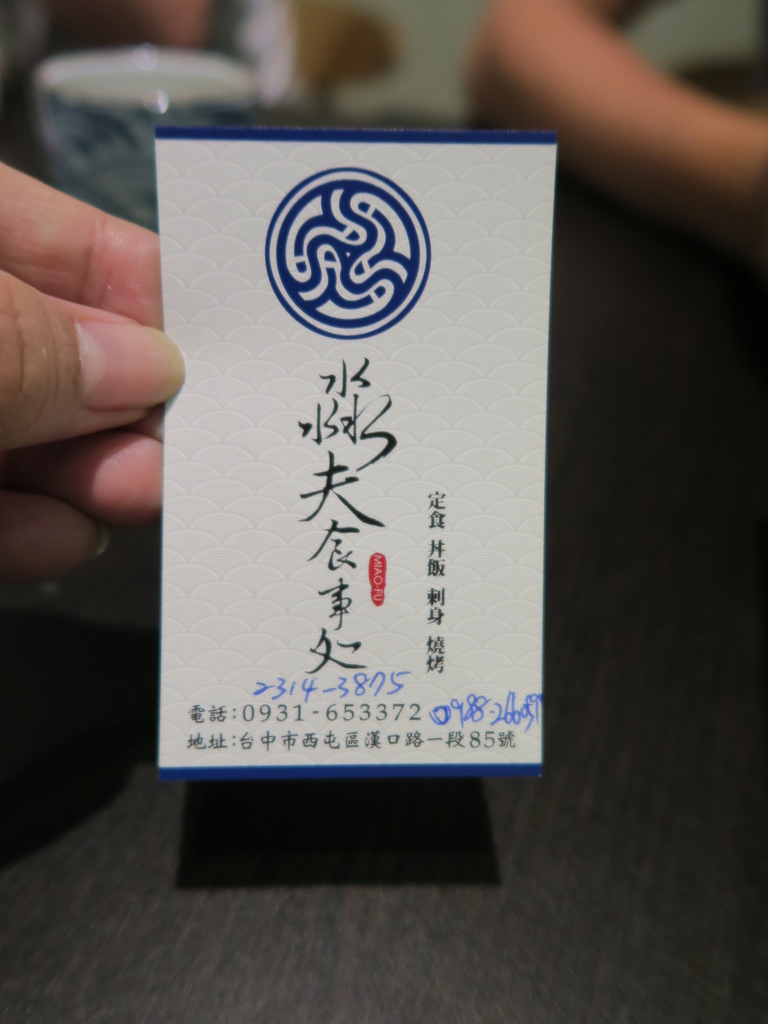 淼夫食事处
MIAO-FU
定食 丼飯 刺身 燒烤
2314-3875
電話：0931-653372
地址：台中市西屯區漢口路一段85號